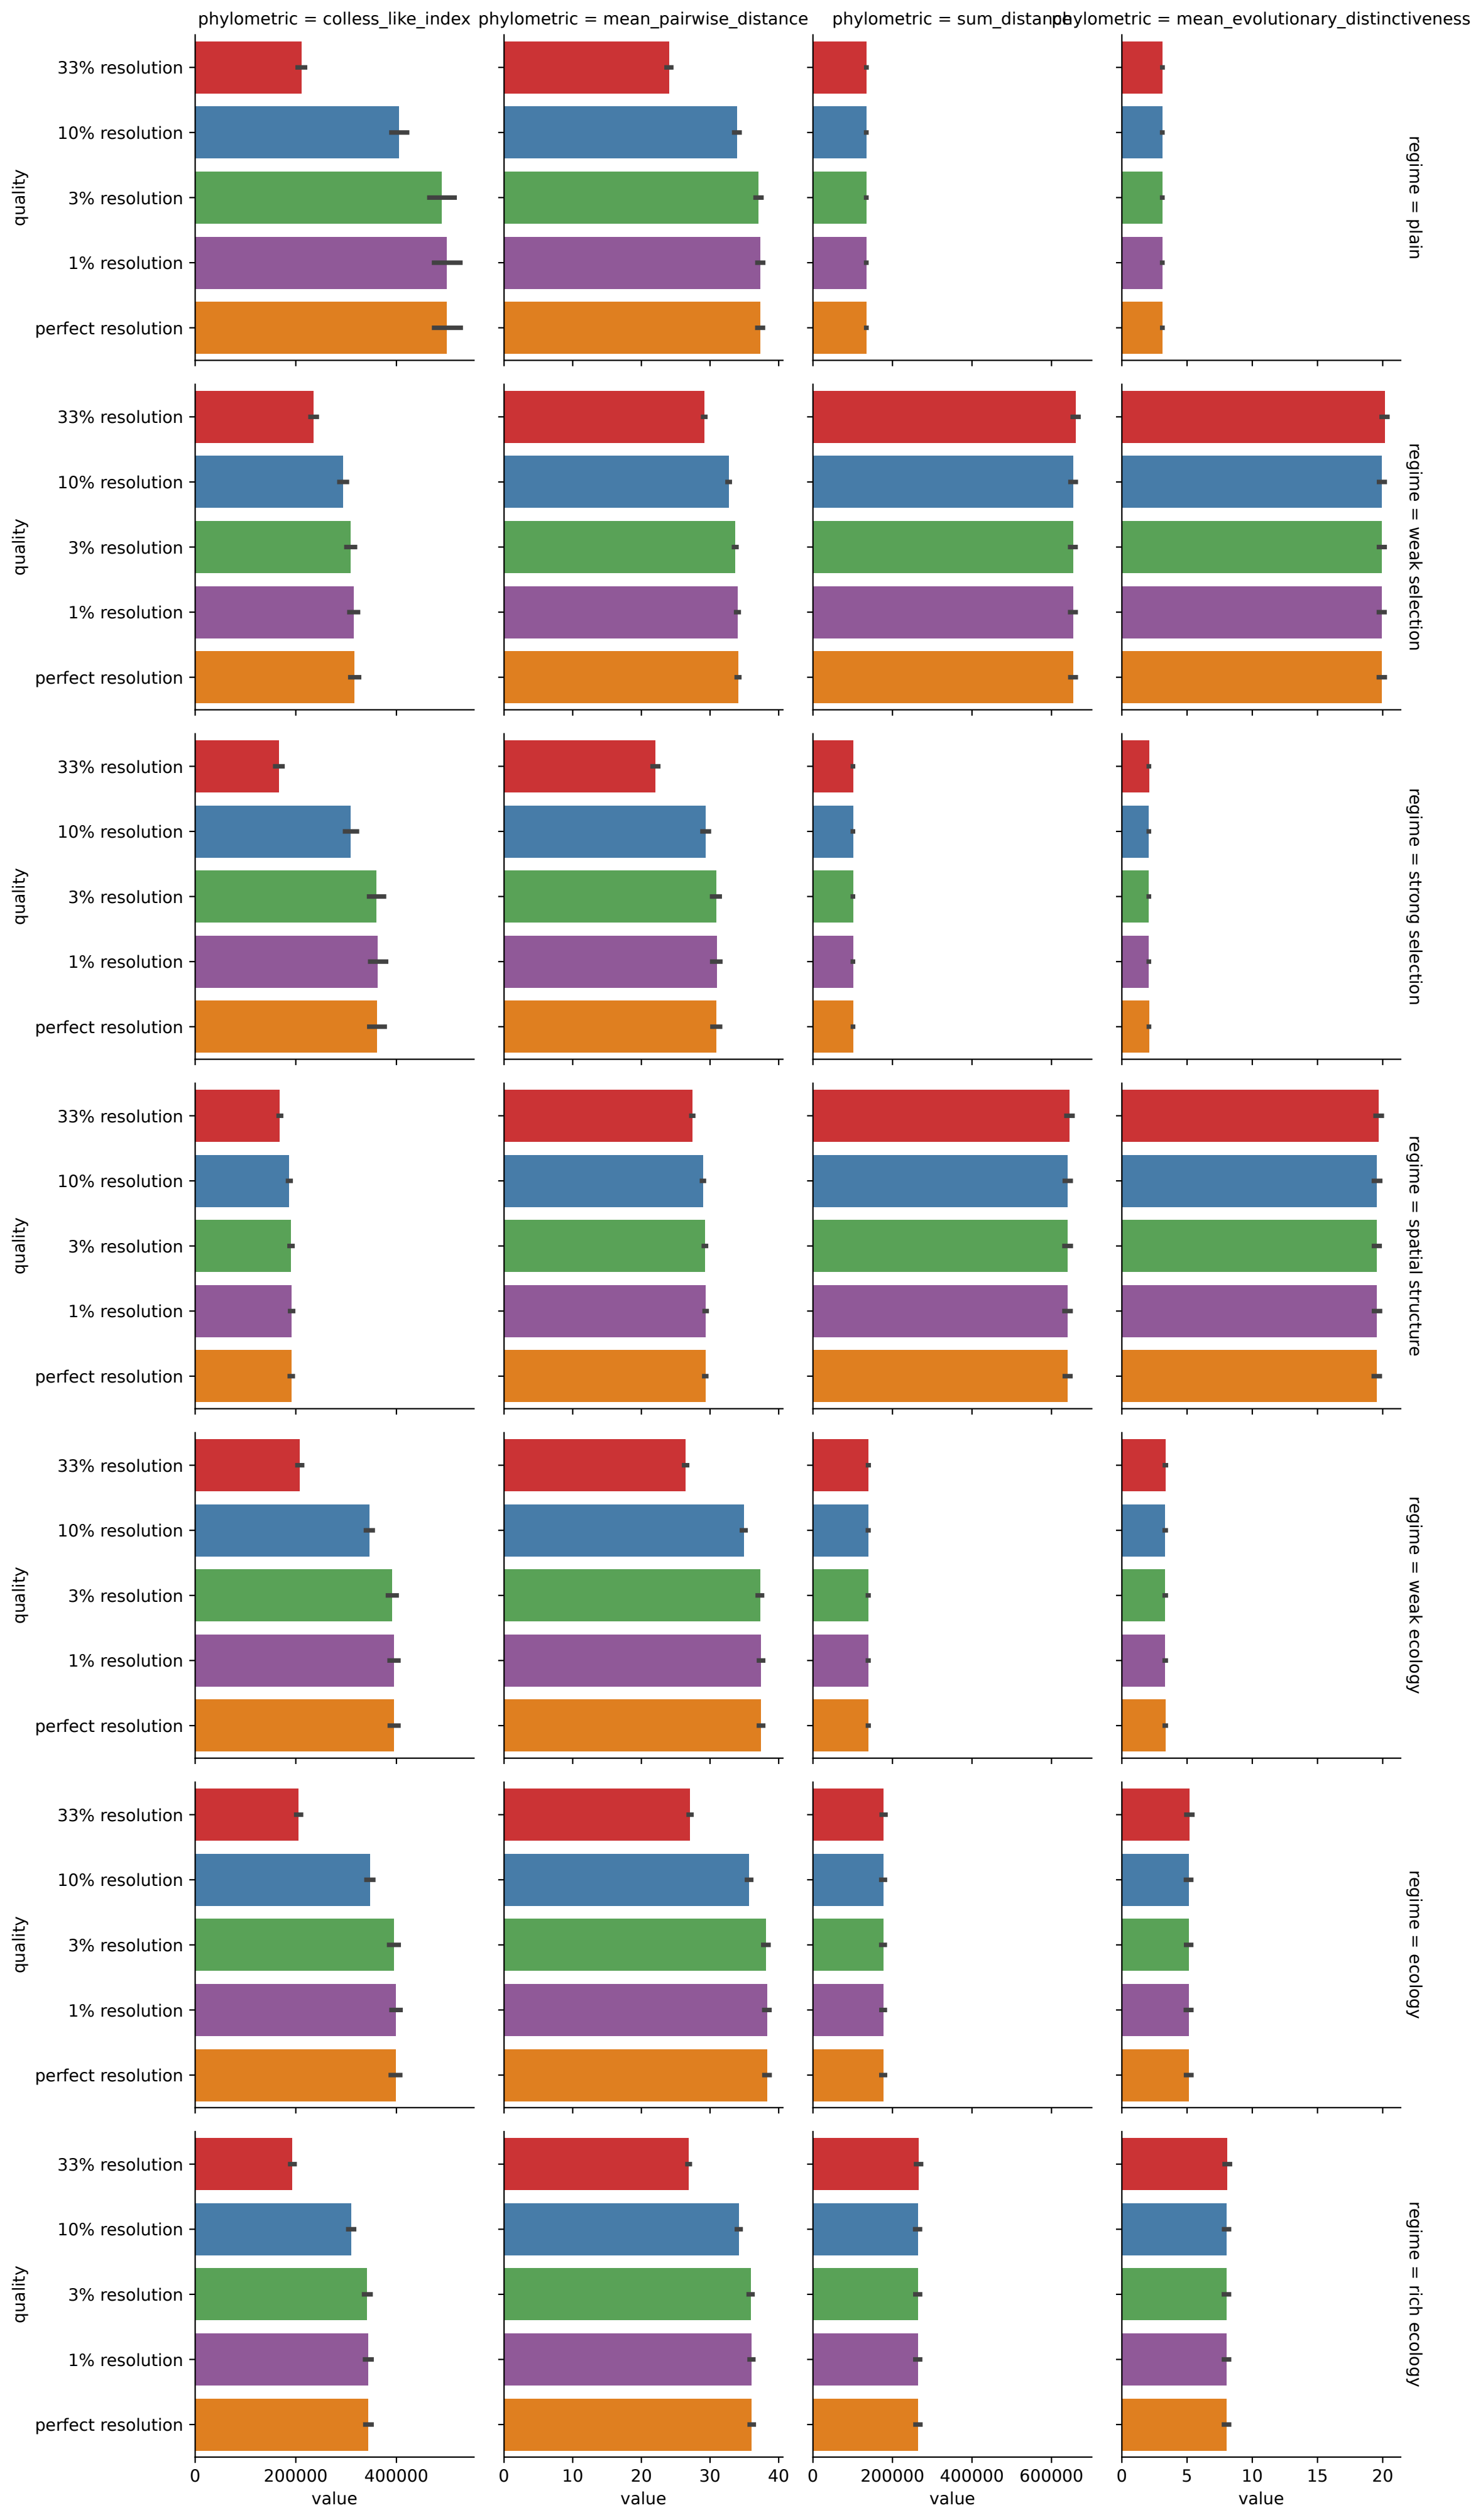 phylometric = colless_like_index
phylometric = mean_pairwise_distance
phylometric = sum_distance
phylometric = mean_evolutionary_distinctiveness
quality
33% resolution
10% resolution
3% resolution
1% resolution
perfect resolution
regime = plain
quality
33% resolution
10% resolution
3% resolution
1% resolution
perfect resolution
regime = weak selection
quality
33% resolution
10% resolution
3% resolution
1% resolution
perfect resolution
regime = strong selection
quality
33% resolution
10% resolution
3% resolution
1% resolution
perfect resolution
regime = spatial structure
quality
33% resolution
10% resolution
3% resolution
1% resolution
perfect resolution
regime = weak ecology
quality
33% resolution
10% resolution
3% resolution
1% resolution
perfect resolution
regime = ecology
quality
33% resolution
10% resolution
3% resolution
1% resolution
perfect resolution
regime = rich ecology
0 200000 400000
0 10 20 30 40
0 200000 400000 600000
0 5 10 15 20
value
value
value
value